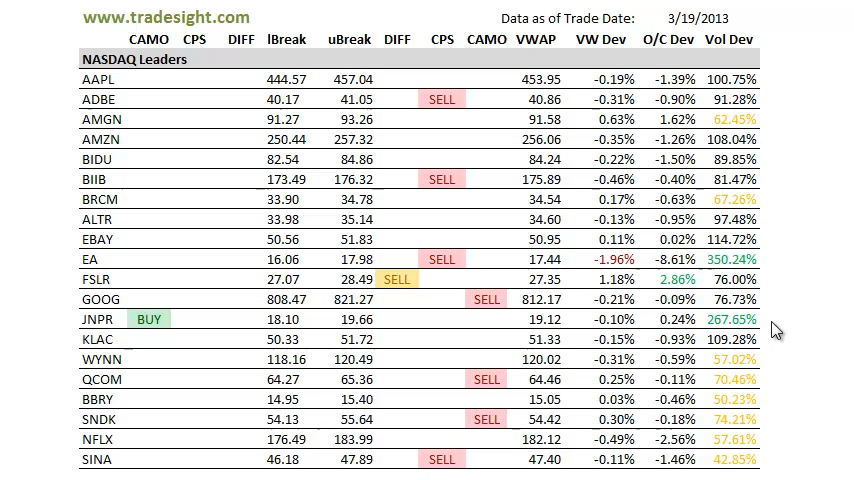 www.tradesight.com Data as of Trade Date: 3/19/2013
CAMO CPS DIFF lBreak uBreak DIFF CPS CAMO VWAP VW Dev O/C Dev Vol Dev
NASDAQ Leaders
AAPL 444.57 457.04 453.95 -0.19% -1.39% 100.75%
ADBE 40.17 41.05 SELL 40.86 -0.31% -0.90% 91.28%
AMGN 91.27 93.26 91.58 0.63% 1.62% 62.45%
AMZN 250.44 257.32 256.06 -0.35% -1.26% 108.04%
BIDU 82.54 84.86 84.24 -0.22% -1.50% 89.85%
BIIB 173.49 176.32 SELL 175.89 -0.46% -0.40% 81.47%
BRCM 33.90 34.78 34.54 0.17% -0.63% 67.26%
ALTR 33.98 35.14 34.60 -0.13% -0.95% 97.48%
EBAY 50.56 51.83 50.95 0.11% 0.02% 114.72%
EA 16.06 17.98 SELL 17.44 -1.96% -8.61% 350.24%
FSLR 27.07 28.49 SELL 27.35 1.18% 2.86% 76.00%
GOOG 808.47 821.27 SELL 812.17 -0.21% -0.09% 76.73%
JNPR BUY 18.10 19.66 19.12 -0.10% 0.24% 267.65%
KLAC 50.33 51.72 51.33 -0.15% -0.93% 109.28%
WYNN 118.16 120.49 120.02 -0.31% -0.59% 57.02%
QCOM 64.27 65.36 SELL 64.46 0.25% -0.11% 70.46%
BBRY 14.95 15.40 15.05 0.03% -0.46% 50.23%
SNDK 54.13 55.64 SELL 54.42 0.30% -0.18% 74.21%
NFLX 176.49 183.99 182.12 -0.49% -2.56% 57.61%
SINA 46.18 47.89 SELL 47.40 -0.11% -1.46% 42.85%